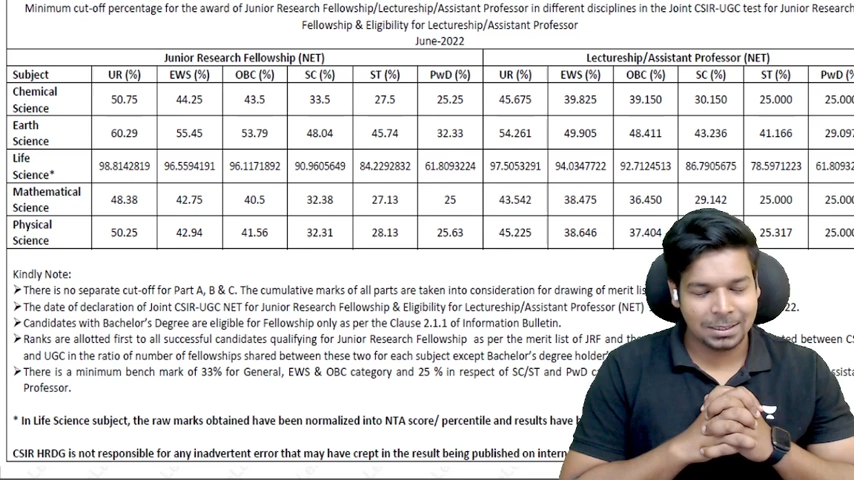 Minimum cut-off percentage for the award of Junior Research Fellowship/Lectureship/Assistant Professor in different disciplines in the Joint CSIR-UGC test for Junior Research
Fellowship & Eligibility for Lectureship/Assistant Professor
June-2022
Junior Research Fellowship (NET) Lectureship/Assistant Professor (NET)
Subject UR (%) EWS (%) OBC (%) SC (%) ST (%) PwD (%) UR (%) EWS (%) OBC (%) SC (%) ST (%) PwD (%
Chemical Science 50.75 44.25 43.5 33.5 27.5 25.25 45.675 39.825 39.150 30.150 25.000 25.000
Earth Science 60.29 55.45 53.79 48.04 45.74 32.33 54.261 49.905 48.411 43.236 41.166 29.097
Life Science* 98.8142819 96.5594191 96.1171892 90.9605649 84.2292832 61.8093224 97.5053291 94.0347722 92.7124513 86.7905675 78.5971223 61.80932
Mathematical Science 48.38 42.75 40.5 32.38 27.13 25 43.542 38.475 36.450 29.142 25.000 25.000
Physical Science 50.25 42.94 41.56 32.31 28.13 25.63 45.225 38.646 37.404 25.317 25.000
Kindly Note:
➤There is no separate cut-off for Part A, B & C. The cumulative marks of all parts are taken into consideration for drawing of merit
➤The date of declaration of Joint CSIR-UGC NET for Junior Research Fellowship & Eligibility for Lectureship/Assistant Professor (NET) 22.
➤Candidates with Bachelor's Degree are eligible for Fellowship only as per the Clause 2.1.1 of Information Bulletin.
➤Ranks are allotted first to all successful candidates qualifying for Junior Research Fellowship as per the merit list of JRF and between
and UGC in the ratio of number of fellowships shared between these two for each subject except Bachelor's degree
➤There is a minimum bench mark of 33% for General, EWS & OBC category and 25 % in respect of SC/ST and PwD
Professor.
* In Life Science subject, the raw marks obtained have been normalized into NTA score/ percentile and results have
CSIR HRDG is not responsible for any inadvertent error that may have crept in the result being published on